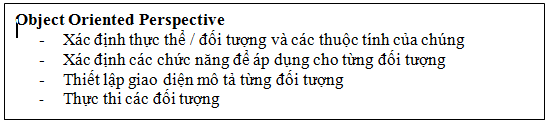 Object Oriented Perspective
- Xác định thực thể / đối tượng và các thuộc tính của chúng
- Xác định các chức năng để áp dụng cho từng đối tượng
- Thiết lập giao diện mô tả từng đối tượng
- Thực thi các đối tượng